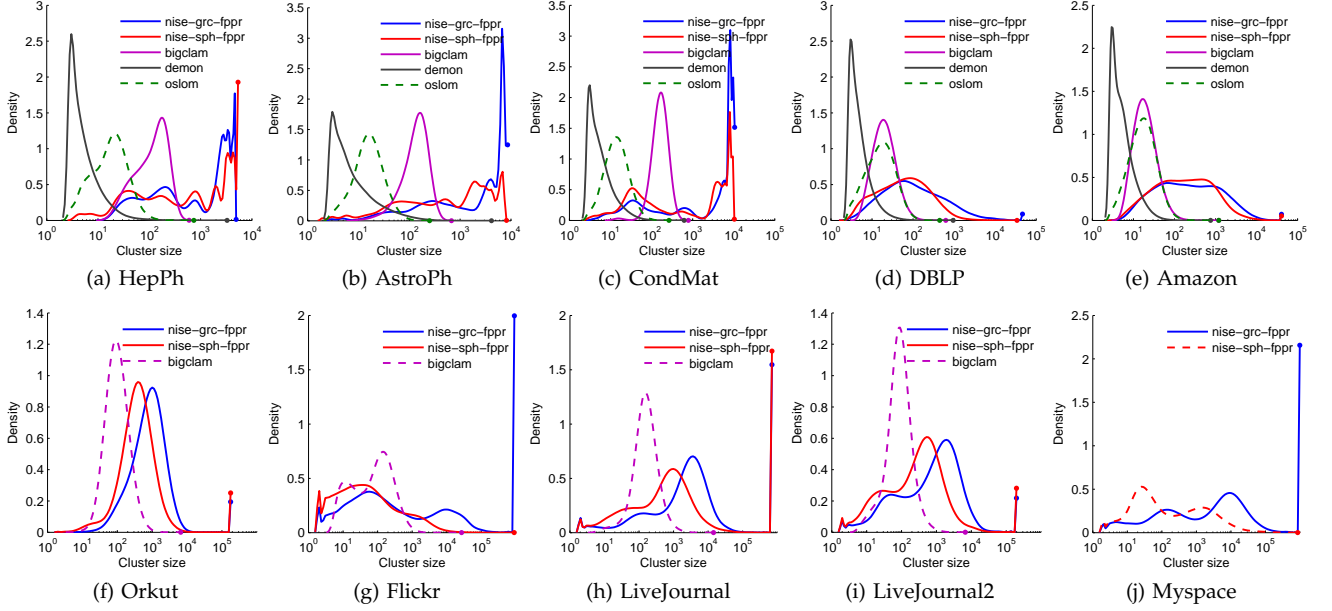 nise-grc-fppr
nise-sph-fppr
bigclam
demon
oslom
Density
3
2.5
2
1.5
1
0.5
0
10^0 10^1 10^2 10^3 10^4
Cluster size
(a) HepPh
nise-grc-fppr
nise-sph-fppr
bigclam
demon
oslom
Density
3.5
3.0
2.5
2.0
1.5
1.0
0.5
0
10^0 10^1 10^2 10^3 10^4
Cluster size
(b) AstroPh
nise-grc-fppr
nise-sph-fppr
bigclam
demon
oslom
Density
3.5
3
2.5
2
1.5
1
0.5
0
10^0 10^1 10^2 10^3 10^4 10^5
Cluster size
(c) CondMat
nise-grc-fppr
nise-sph-fppr
bigclam
demon
oslom
Density
3
2.5
2
1.5
1
0.5
0
10^0 10^1 10^2 10^3 10^4 10^5
Cluster size
(d) DBLP
nise-grc-fppr
nise-sph-fppr
bigclam
demon
oslom
Density
2.5
2
1.5
1
0.5
0
10^0 10^1 10^2 10^3 10^4 10^5
Cluster size
(e) Amazon
nise-grc-fppr
nise-sph-fppr
bigclam
Density
1.4
1.2
1
0.8
0.6
0.4
0.2
0
10^0 10^1 10^2 10^3 10^4 10^5
Cluster size
(f) Orkut
nise-grc-fppr
nise-sph-fppr
bigclam
Density
2
1.5
1
0.5
0
10^0 10^1 10^2 10^3 10^4 10^5
Cluster size
(g) Flickr
nise-grc-fppr
nise-sph-fppr
bigclam
Density
2
1.5
1
0.5
0
10^0 10^1 10^2 10^3 10^4 10^5
Cluster size
(h) LiveJournal
nise-grc-fppr
nise-sph-fppr
bigclam
Density
1.4
1.2
1
0.8
0.6
0.4
0.2
0
10^0 10^1 10^2 10^3 10^4 10^5
Cluster size
(i) LiveJournal2
nise-grc-fppr
nise-sph-fppr
Density
2.5
2
1.5
1
0.5
0
10^0 10^1 10^2 10^3 10^4 10^5
Cluster size
(j) Myspace